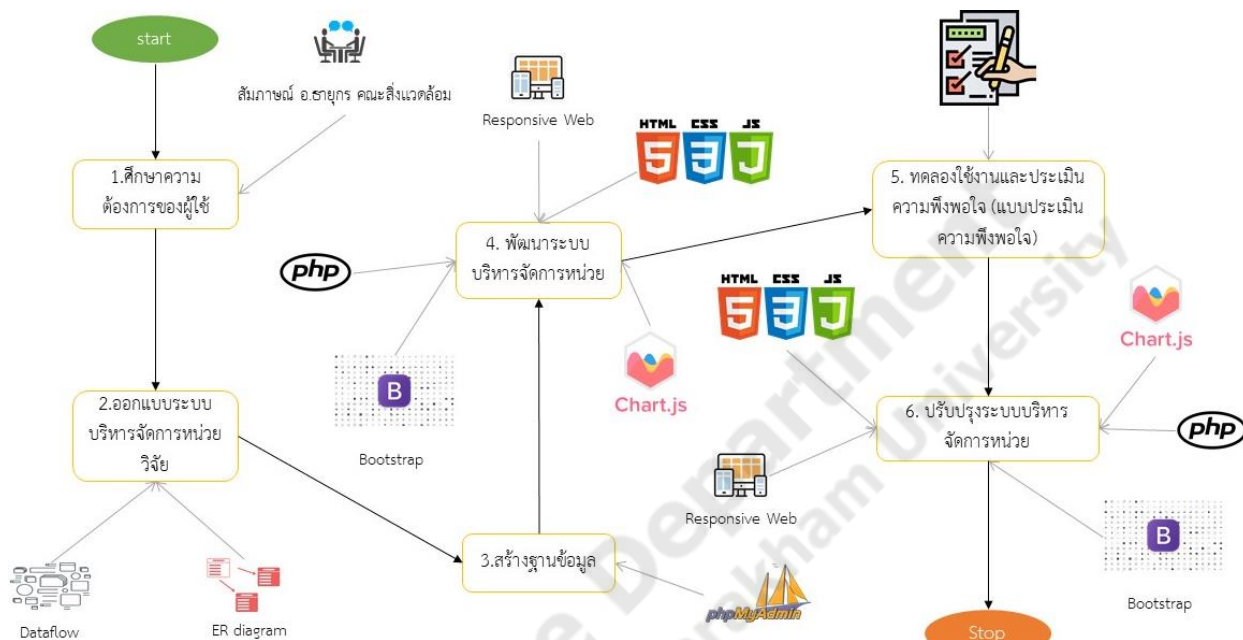 start
สัมภาษณ์ อ.ธายุกร คณะสิ่งแวดล้อม
1.ศึกษาความ
ต้องการของผู้ใช้
2.ออกแบบระบบ
บริหารจัดการหน่วย
วิจัย
Dataflow
ER diagram
3.สร้างฐานข้อมูล
phpMyAdmin
Responsive Web
HTML CSS JS
5 3
4. พัฒนาระบบ
บริหารจัดการหน่วย
php
B
Bootstrap
Chart.js
5. ทดลองใช้งานและประเมิน
ความพึงพอใจ (แบบประเมิน
ความพึงพอใจ)
HTML CSS JS
5 3
Chart.js
6. ปรับปรุงระบบบริหาร
จัดการหน่วย
php
Responsive Web
B
Bootstrap
Stop
Department
University